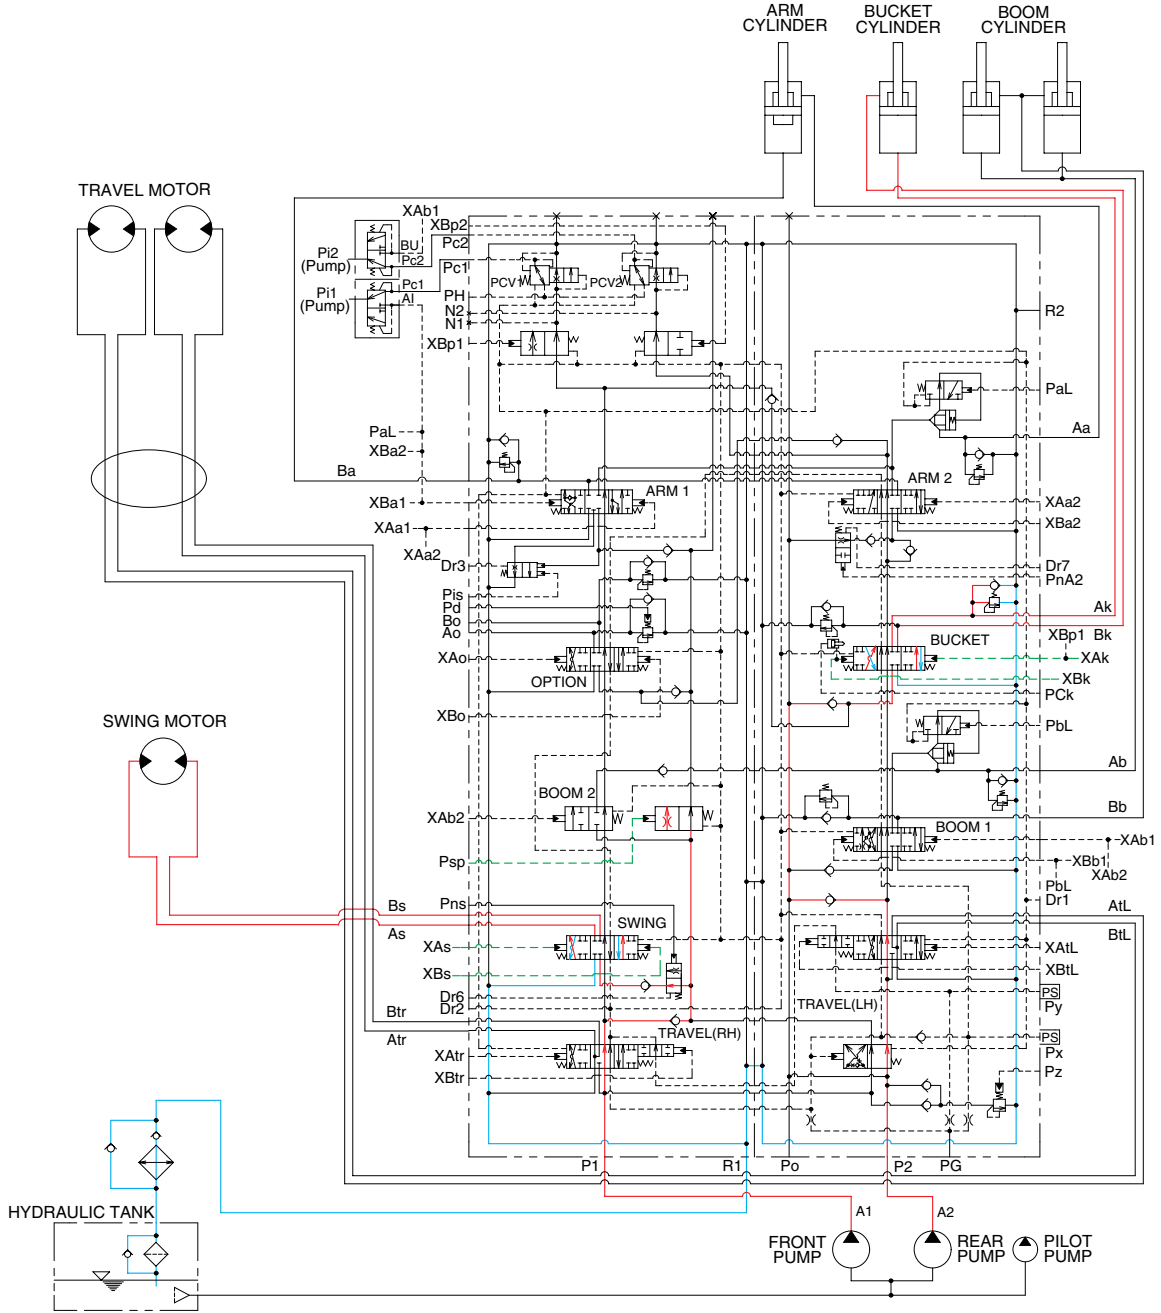 ARM
CYLINDER
BUCKET
CYLINDER
BOOM
CYLINDER
TRAVEL MOTOR
XAb1
XBp2
BU
Pc2
Pi2
(Pump)
Pc2
Pc1
Pc1
AI
Pi1
(Pump)
PCV1
PCV2
PH
N2
N1
R2
XBp1
PaL
PaL
XBa2
Aa
Ba
ARM 1
ARM 2
XBa1
XAa2
XAa1
XBa2
XAa2
Dr3
Dr7
PnA2
Pis
Pd
Bo
Ao
Ak
XBp1
Bk
BUCKET
XAo
XAk
OPTION
XBk
PCk
XBo
SWING MOTOR
PbL
Ab
BOOM 2
Bb
XAb2
BOOM 1
XAb1
Psp
XBb1
XAb2
PbL
Dr1
Pns
Bs
AtL
SWING
As
BtL
XAs
XAtL
XBs
XBtL
Dr6
Dr2
PS
Py
Btr
TRAVEL(LH)
TRAVEL(RH)
Atr
PS
XAtr
Px
XBtr
Pz
P1
R1
Po
P2
PG
HYDRAULIC TANK
A1
A2
FRONT
PUMP
REAR
PUMP
PILOT
PUMP